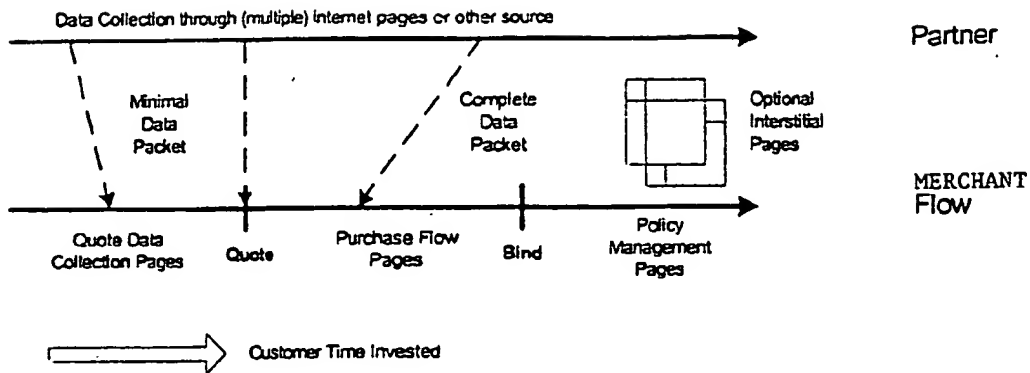 Data Collection through (multiple) internet pages or other source
Partner
Minimal
Data
Packet
Complete
Data
Packet
Optional
Interstitial
Pages
MERCHANT
Flow
Quote Data
Collection Pages
Quote
Purchase Flow
Pages
Bind
Policy
Management
Pages
Customer Time Invested